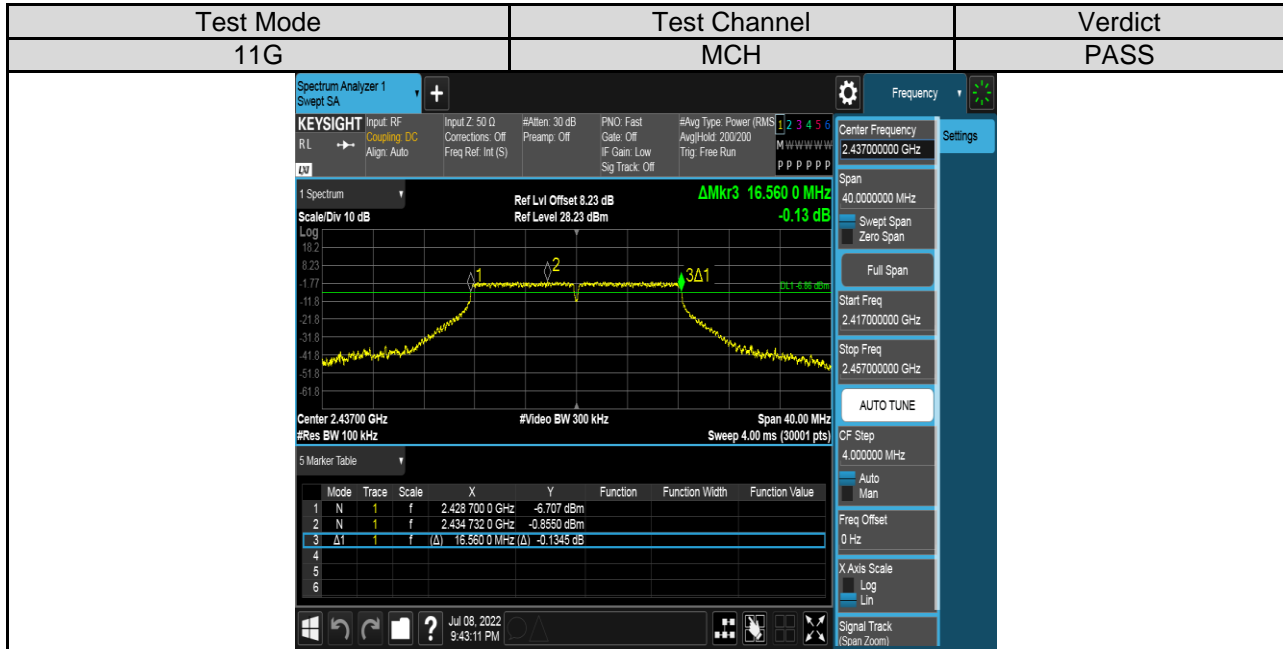 Test Mode Test Channel Verdict
11G MCH PASS
Spectrum Analyzer 1
Swept SA
+
Frequency
KEYSIGHT
RL
LXI
Input: RF
Coupling: DC
Align: Auto
Input Z: 50 Ω
Corrections: Off
Freq Ref: Int (S)
#Atten: 30 dB
Preamp: Off
PNO: Fast
Gate: Off
IF Gain: Low
Sig Track: Off
#Avg Type: Power (RMS
Avg|Hold: 200/200
Trig: Free Run
1 2 3 4 5 6
M W W W W W
P P P P P P
Settings
Center Frequency
2.437000000 GHz
Span
40.0000000 MHz
Swept Span
Zero Span
Full Span
Start Freq
2.417000000 GHz
Stop Freq
2.457000000 GHz
AUTO TUNE
CF Step
4.000000 MHz
Auto
Man
Freq Offset
0 Hz
X Axis Scale
Log
Lin
Signal Track
(Span Zoom)
1 Spectrum
Scale/Div 10 dB
Ref Lvl Offset 8.23 dB
Ref Level 28.23 dBm
ΔMkr3 16.560 0 MHz
-0.13 dB
Log
18.2
8.23
-1.77
-11.8
-21.8
-31.8
-41.8
-51.8
-61.8
1
2
3Δ1
DL1 -6.86 dBm
Center 2.43700 GHz #Video BW 300 kHz Span 40.00 MHz
#Res BW 100 kHz Sweep 4.00 ms (30001 pts)
5 Marker Table
Mode Trace Scale X Y Function Function Width Function Value
1 N 1 f 2.428 700 0 GHz -6.707 dBm
2 N 1 f 2.434 732 0 GHz -0.8550 dBm
3 Δ1 1 f (Δ) 16.560 0 MHz (Δ) -0.1345 dB
4
5
6
?
Jul 08, 2022
9:43:11 PM